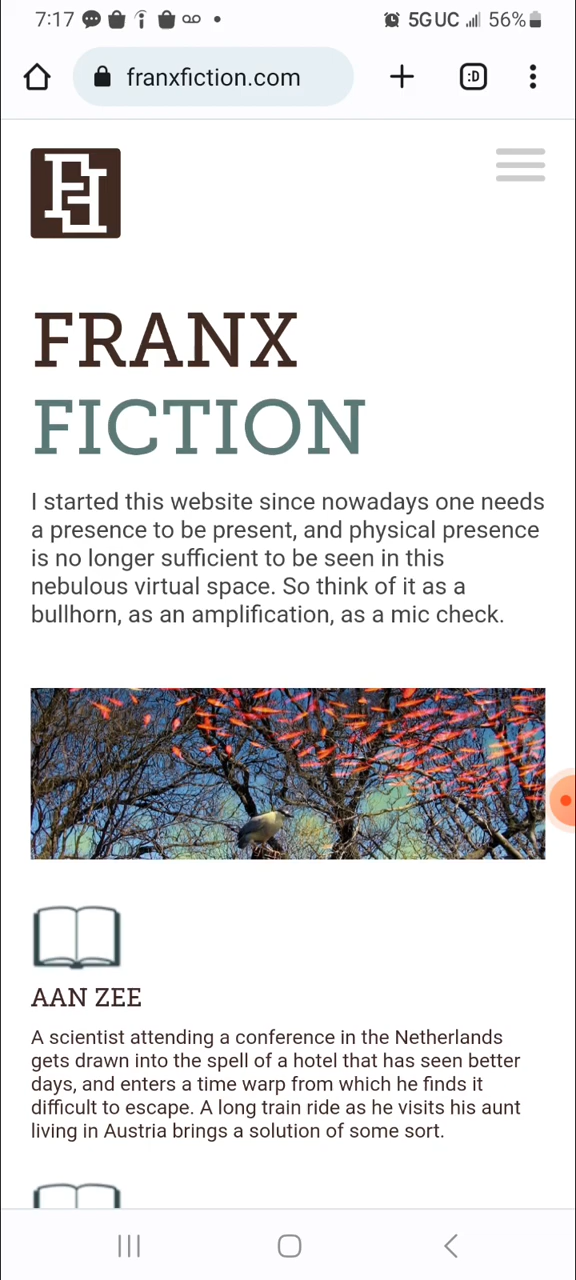 7:17 5GUC 56%
franxfiction.com :D
FRANX
FICTION
I started this website since nowadays one needs
a presence to be present, and physical presence
is no longer sufficient to be seen in this
nebulous virtual space. So think of it as a
bullhorn, as an amplification, as a mic check.
AAN ZEE
A scientist attending a conference in the Netherlands
gets drawn into the spell of a hotel that has seen better
days, and enters a time warp from which he finds it
difficult to escape. A long train ride as he visits his aunt
living in Austria brings a solution of some sort.